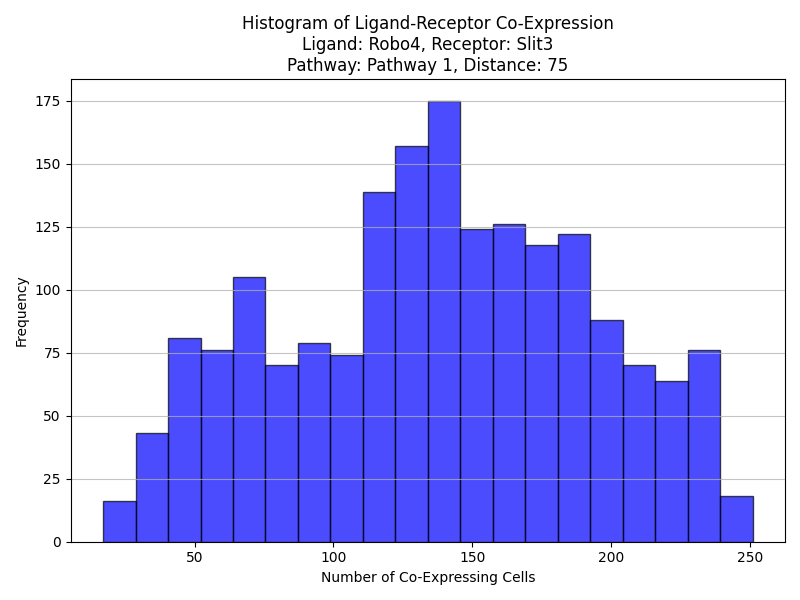 Histogram of Ligand-Receptor Co-Expression
Ligand: Robo4, Receptor: Slit3
Pathway: Pathway 1, Distance: 75
175
150
125
100
75
50
25
0
Frequency
50 100 150 200 250
Number of Co-Expressing Cells